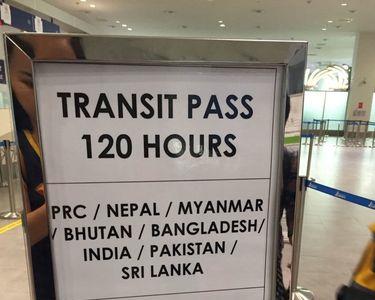 TRANSIT PASS
120 HOURS
PRC / NEPAL / MYANMAR
/ BHUTAN / BANGLADESH/
INDIA / PAKISTAN /
SRI LANKA